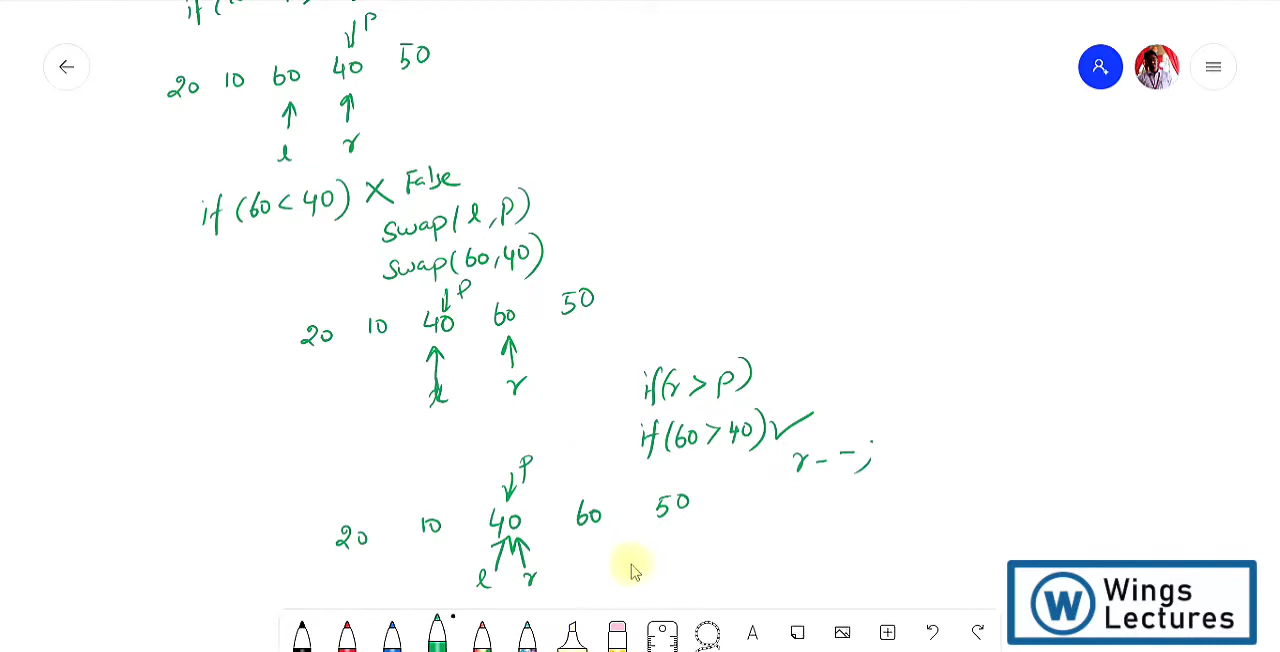 if (
P
20 10 60 40 50
l r
if (60 < 40) × False
swap(l, p)
swap(60, 40)
P
20 10 40 60 50
l r
if(r > p)
if(60 > 40) ✓
r--;
P
20 10 40 60 50
l r
A
W Wings
Lectures